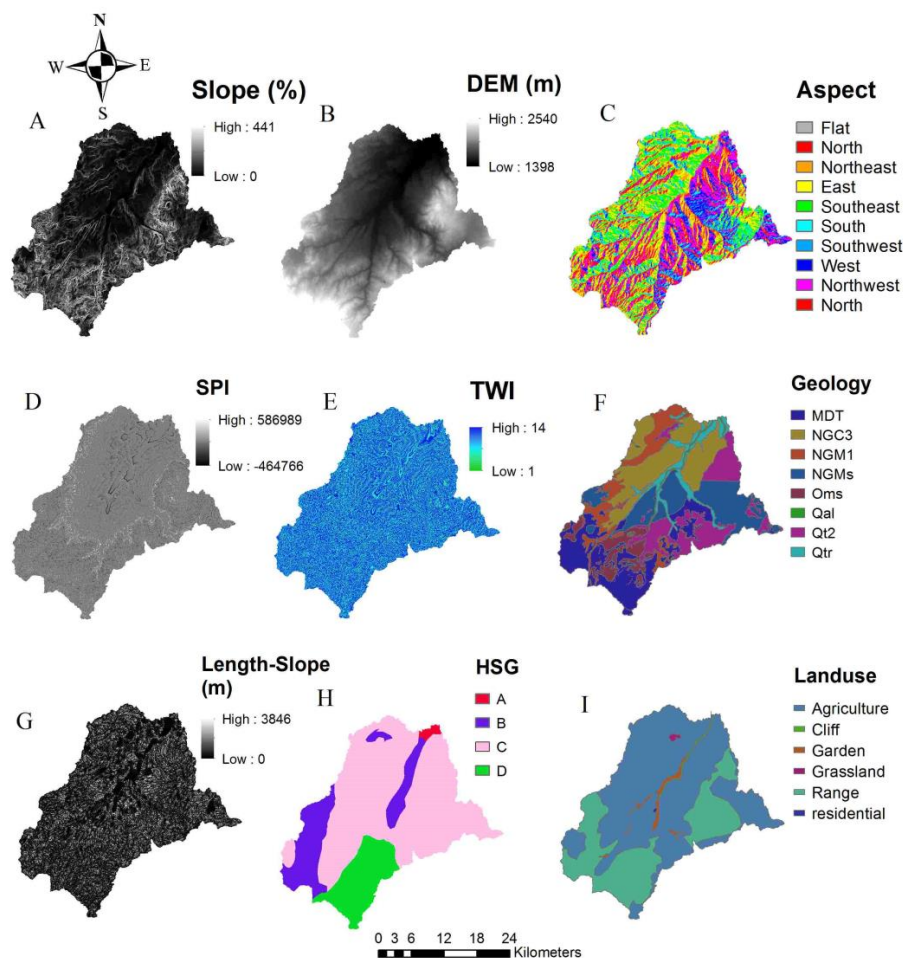 N
W E
S
A
Slope (%)
High : 441
Low : 0
B
DEM (m)
High : 2540
Low : 1398
C
Aspect
Flat
North
Northeast
East
Southeast
South
Southwest
West
Northwest
North
D
SPI
High : 586989
Low : -464766
E
TWI
High : 14
Low : 1
F
Geology
MDT
NGC3
NGM1
NGMs
Oms
Qal
Qt2
Qtr
G
Length-Slope
(m)
High : 3846
Low : 0
H
HSG
A
B
C
D
I
Landuse
Agriculture
Cliff
Garden
Grassland
Range
residential
0 3 6 12 18 24
Kilometers